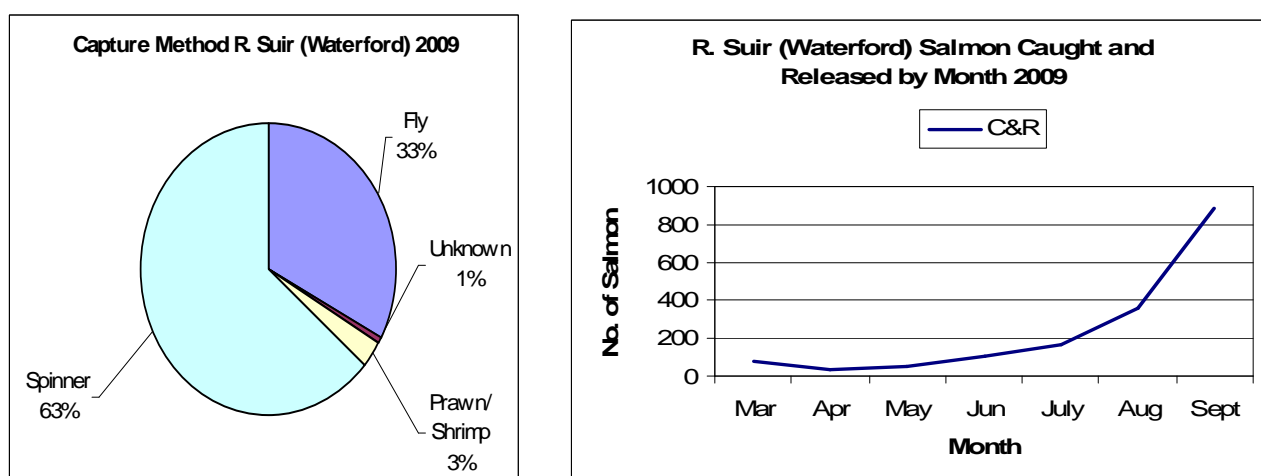 Capture Method R. Suir (Waterford) 2009
Fly
33%
Unknown
1%
Prawn/
Shrimp
3%
Spinner
63%
R. Suir (Waterford) Salmon Caught and
Released by Month 2009
C&R
No. of Salmon
1000
800
600
400
200
0
Mar Apr May Jun July Aug Sept
Month